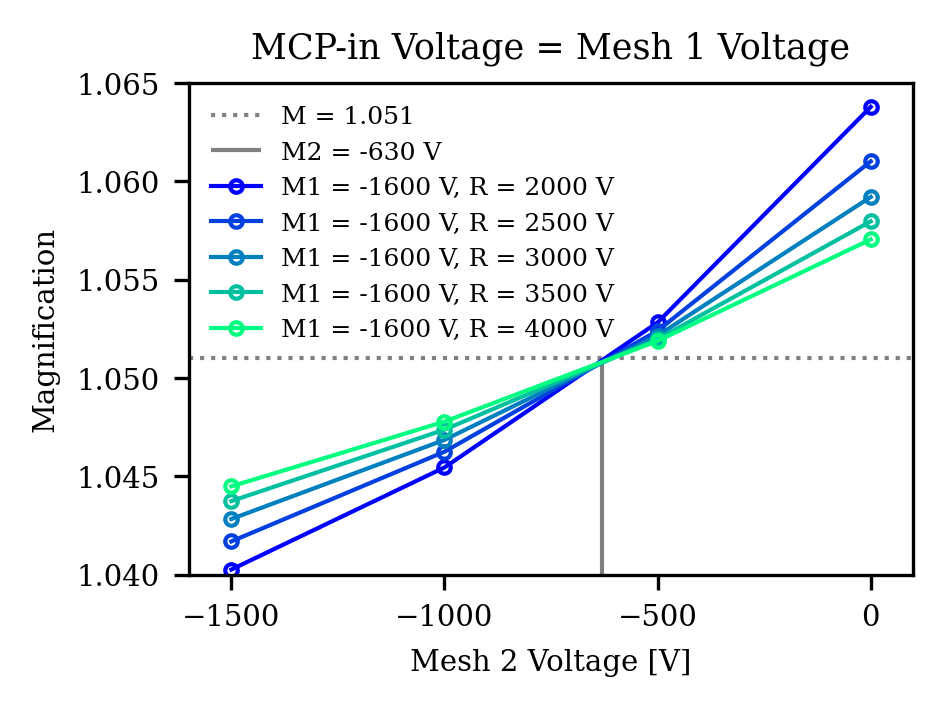 MCP-in Voltage = Mesh 1 Voltage
1.065
1.060
1.055
1.050
1.045
1.040
Magnification
M = 1.051
M2 = -630 V
M1 = -1600 V, R = 2000 V
M1 = -1600 V, R = 2500 V
M1 = -1600 V, R = 3000 V
M1 = -1600 V, R = 3500 V
M1 = -1600 V, R = 4000 V
−1500 −1000 −500 0
Mesh 2 Voltage [V]